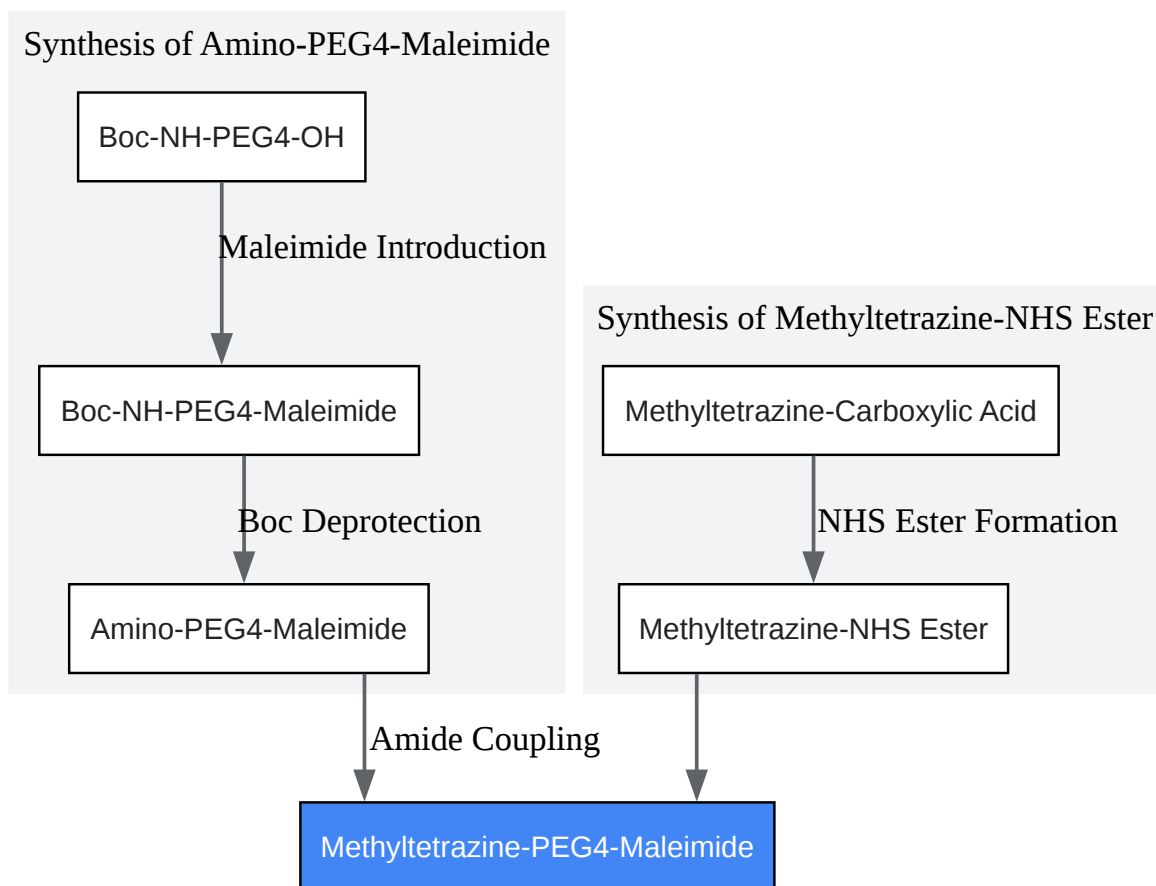 Synthesis of Amino-PEG4-Maleimide
Boc-NH-PEG4-OH
Maleimide Introduction
Boc-NH-PEG4-Maleimide
Boc Deprotection
Amino-PEG4-Maleimide
Synthesis of Methyltetrazine-NHS Ester
Methyltetrazine-Carboxylic Acid
NHS Ester Formation
Methyltetrazine-NHS Ester
Amide Coupling
Methyltetrazine-PEG4-Maleimide